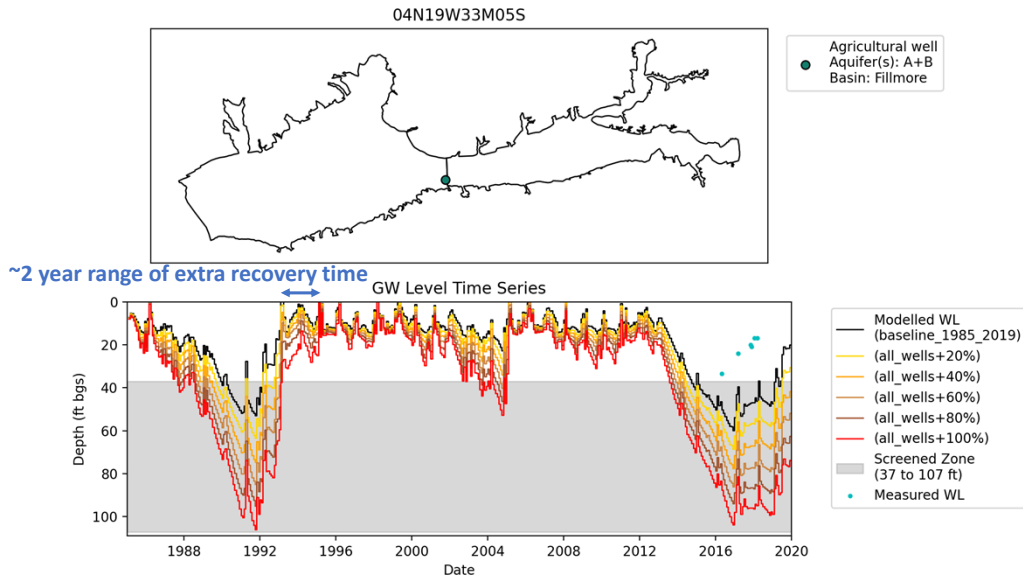 04N19W33M05S
Agricultural well
Aquifer(s): A+B
Basin: Fillmore
~2 year range of extra recovery time
GW Level Time Series
0
20
40
60
80
100
Depth (ft bgs)
1988 1992 1996 2000 2004 2008 2012 2016 2020
Date
Modelled WL
(baseline_1985_2019)
(all_wells+20%)
(all_wells+40%)
(all_wells+60%)
(all_wells+80%)
(all_wells+100%)
Screened Zone
(37 to 107 ft)
Measured WL